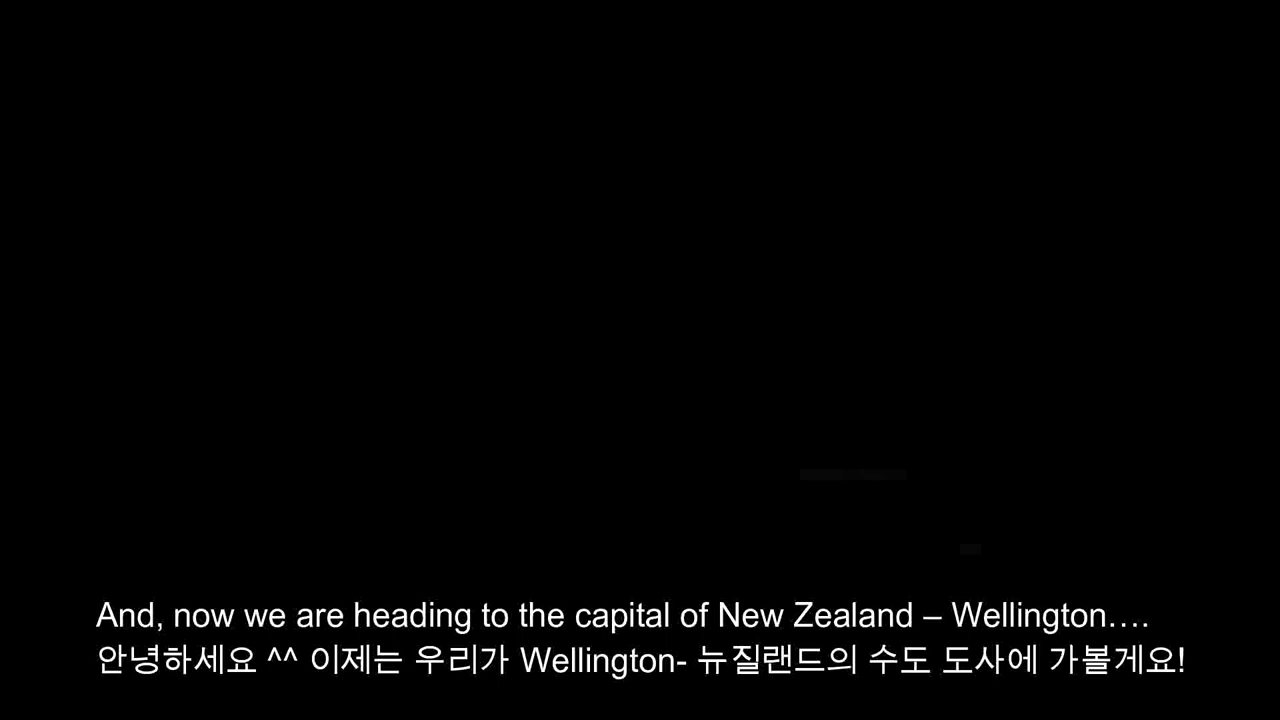 And, now we are heading to the capital of New Zealand – Wellington….
안녕하세요 ^^ 이제는 우리가 Wellington- 뉴질랜드의 수도 도사에 가볼게요!